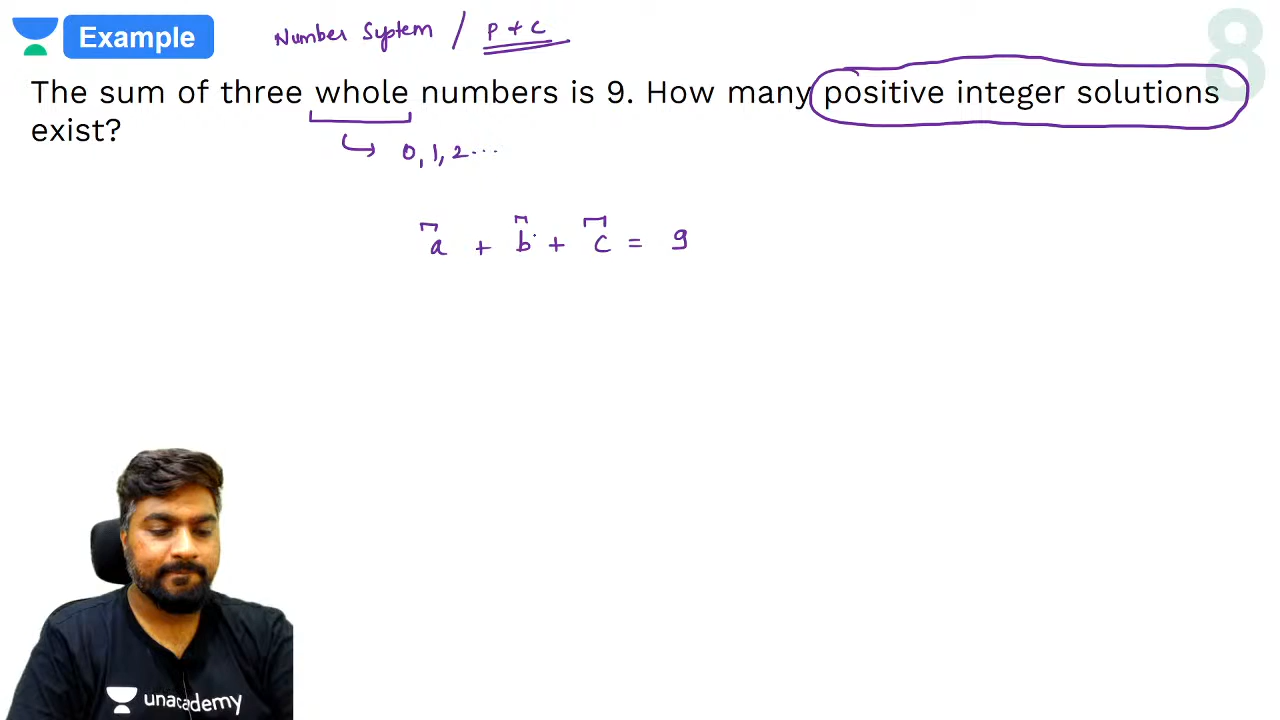 Example
Number System / P + C
8
The sum of three whole numbers is 9. How many positive integer solutions
exist?
0, 1, 2 ...
a + b + c = 9
unacademy